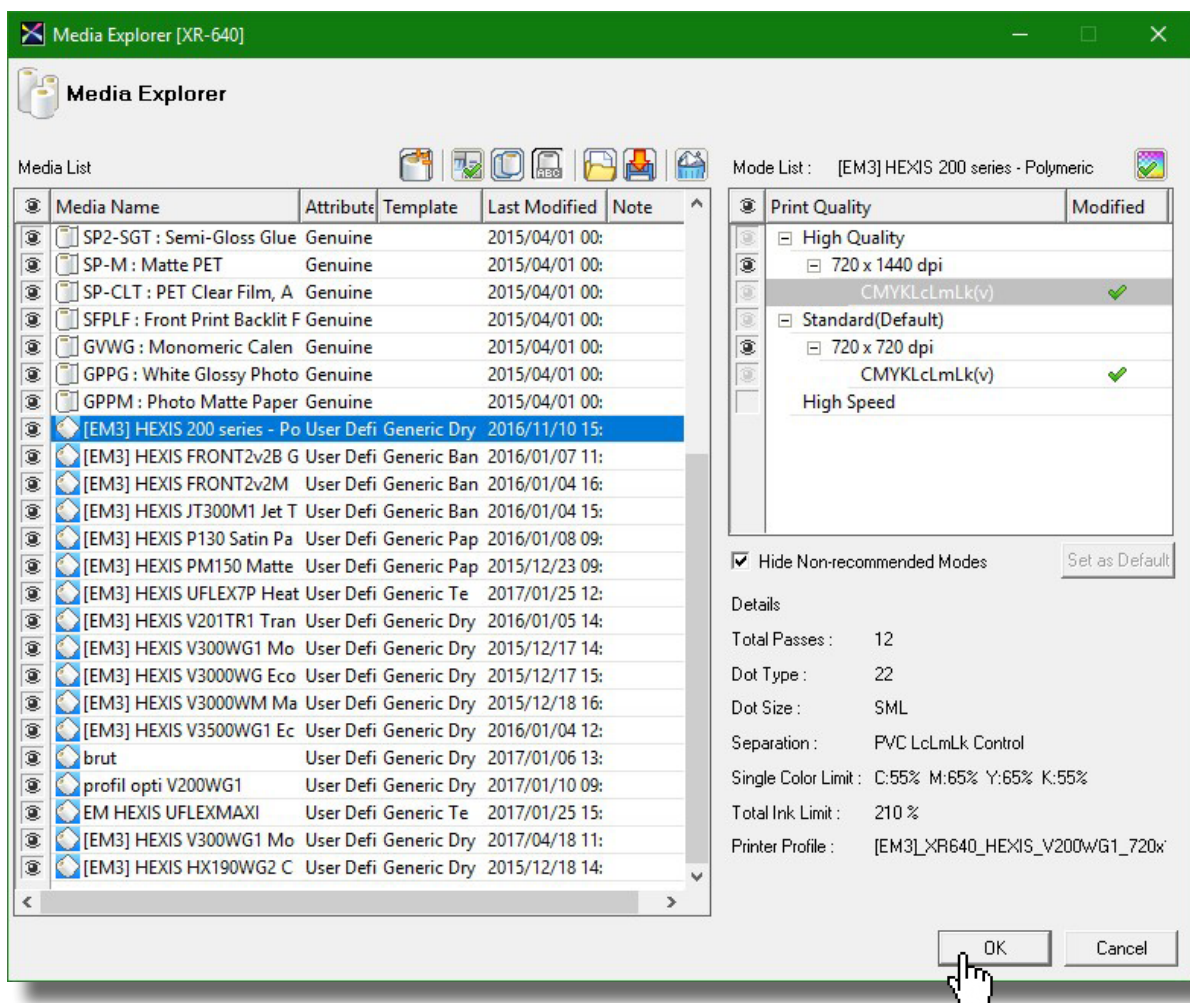 Media Explorer [XR-640]
Media Explorer
Media List
Mode List : [EM3] HEXIS 200 series - Polymeric
Media Name Attribute Template Last Modified Note
SP2-SGT : Semi-Gloss Glue Genuine 2015/04/01 00:
SP-M : Matte PET Genuine 2015/04/01 00:
SP-CLT : PET Clear Film, A Genuine 2015/04/01 00:
SFPLF : Front Print Backlit F Genuine 2015/04/01 00:
GVWG : Monomeric Calen Genuine 2015/04/01 00:
GPPG : White Glossy Photo Genuine 2015/04/01 00:
GPPM : Photo Matte Paper Genuine 2015/04/01 00:
[EM3] HEXIS 200 series - Po User Defi Generic Dry 2016/11/10 15:
[EM3] HEXIS FRONT2v2B G User Defi Generic Ban 2016/01/07 11:
[EM3] HEXIS FRONT2v2M User Defi Generic Ban 2016/01/04 16:
[EM3] HEXIS JT300M1 Jet T User Defi Generic Ban 2016/01/04 15:
[EM3] HEXIS P130 Satin Pa User Defi Generic Pap 2016/01/08 09:
[EM3] HEXIS PM150 Matte User Defi Generic Pap 2015/12/23 09:
[EM3] HEXIS UFLEX7P Heat User Defi Generic Te 2017/01/25 12:
[EM3] HEXIS V201TR1 Tran User Defi Generic Dry 2016/01/05 14:
[EM3] HEXIS V300WG1 Mo User Defi Generic Dry 2015/12/17 14:
[EM3] HEXIS V3000WG Eco User Defi Generic Dry 2015/12/17 15:
[EM3] HEXIS V3000WM Ma User Defi Generic Dry 2015/12/18 16:
[EM3] HEXIS V3500WG1 Ec User Defi Generic Dry 2016/01/04 12:
brut User Defi Generic Dry 2017/01/06 13:
profil opti V200WG1 User Defi Generic Dry 2017/01/10 09:
EM HEXIS UFLEXMAXI User Defi Generic Te 2017/01/25 15:
[EM3] HEXIS V300WG1 Mo User Defi Generic Dry 2017/04/18 11:
[EM3] HEXIS HX190WG2 C User Defi Generic Dry 2015/12/18 14:
Print Quality Modified
High Quality
720 x 1440 dpi
CMYKLcLmLk(v)
Standard(Default)
720 x 720 dpi
CMYKLcLmLk(v)
High Speed
Hide Non-recommended Modes
Set as Default
Details
Total Passes : 12
Dot Type : 22
Dot Size : SML
Separation : PVC LcLmLk Control
Single Color Limit : C:55% M:65% Y:65% K:55%
Total Ink Limit : 210 %
Printer Profile : [EM3]_XR640_HEXIS_V200WG1_720x
OK
Cancel